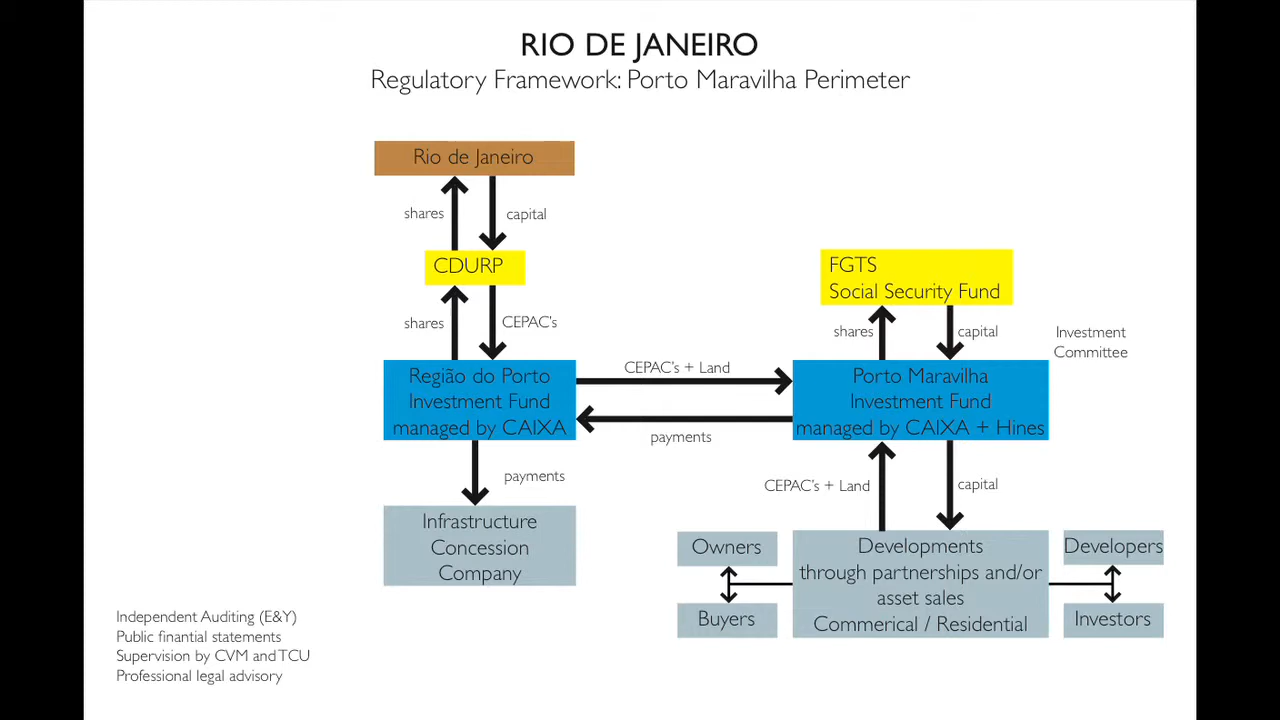 RIO DE JANEIRO
Regulatory Framework: Porto Maravilha Perimeter
Rio de Janeiro
shares
capital
CDURP
FGTS
Social Security Fund
shares
CEPAC's
shares
capital
Investment
Committee
CEPAC's + Land
Região do Porto
Investment Fund
managed by CAIXA
Porto Maravilha
Investment Fund
managed by CAIXA + Hines
payments
payments
CEPAC's + Land
capital
Infrastructure
Concession
Company
Owners
Buyers
Developments
through partnerships and/or
asset sales
Commerical / Residential
Developers
Investors
Independent Auditing (E&Y)
Public finantial statements
Supervision by CVM and TCU
Professional legal advisory